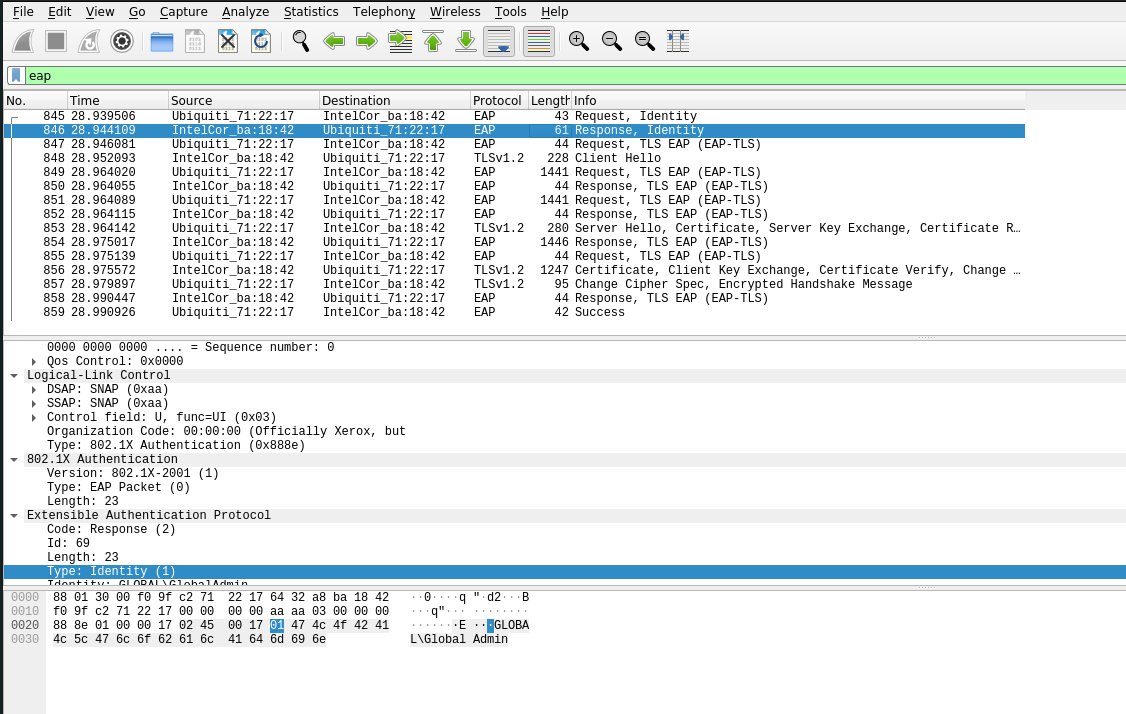 File Edit View Go Capture Analyze Statistics Telephony Wireless Tools Help
eap
No. Time Source Destination Protocol Length Info
845 28.939506 Ubiquiti_71:22:17 IntelCor_ba:18:42 EAP 43 Request, Identity
846 28.944109 IntelCor_ba:18:42 Ubiquiti_71:22:17 EAP 61 Response, Identity
847 28.946081 Ubiquiti_71:22:17 IntelCor_ba:18:42 EAP 44 Request, TLS EAP (EAP-TLS)
848 28.952093 IntelCor_ba:18:42 Ubiquiti_71:22:17 TLSv1.2 228 Client Hello
849 28.964020 Ubiquiti_71:22:17 IntelCor_ba:18:42 EAP 1441 Request, TLS EAP (EAP-TLS)
850 28.964055 IntelCor_ba:18:42 Ubiquiti_71:22:17 EAP 44 Response, TLS EAP (EAP-TLS)
851 28.964089 Ubiquiti_71:22:17 IntelCor_ba:18:42 EAP 1441 Request, TLS EAP (EAP-TLS)
852 28.964115 IntelCor_ba:18:42 Ubiquiti_71:22:17 EAP 44 Response, TLS EAP (EAP-TLS)
853 28.964142 Ubiquiti_71:22:17 IntelCor_ba:18:42 TLSv1.2 280 Server Hello, Certificate, Server Key Exchange, Certificate R…
854 28.975017 IntelCor_ba:18:42 Ubiquiti_71:22:17 EAP 1446 Response, TLS EAP (EAP-TLS)
855 28.975139 Ubiquiti_71:22:17 IntelCor_ba:18:42 EAP 44 Request, TLS EAP (EAP-TLS)
856 28.975572 IntelCor_ba:18:42 Ubiquiti_71:22:17 TLSv1.2 1247 Certificate, Client Key Exchange, Certificate Verify, Change …
857 28.979897 Ubiquiti_71:22:17 IntelCor_ba:18:42 TLSv1.2 95 Change Cipher Spec, Encrypted Handshake Message
858 28.990447 IntelCor_ba:18:42 Ubiquiti_71:22:17 EAP 44 Response, TLS EAP (EAP-TLS)
859 28.990926 Ubiquiti_71:22:17 IntelCor_ba:18:42 EAP 42 Success
0000 0000 0000 .... = Sequence number: 0
Qos Control: 0x0000
Logical-Link Control
DSAP: SNAP (0xaa)
SSAP: SNAP (0xaa)
Control field: U, func=UI (0x03)
Organization Code: 00:00:00 (Officially Xerox, but
Type: 802.1X Authentication (0x888e)
802.1X Authentication
Version: 802.1X-2001 (1)
Type: EAP Packet (0)
Length: 23
Extensible Authentication Protocol
Code: Response (2)
Id: 69
Length: 23
Type: Identity (1)
Identity: GLOBAL\GlobalAdmin
0000 88 01 30 00 f0 9f c2 71 22 17 64 32 a8 ba 18 42 ··0····q "·d2···B
0010 f0 9f c2 71 22 17 00 00 00 00 aa aa 03 00 00 00 ···q"··· ········
0020 88 8e 01 00 00 17 02 45 00 17 01 47 4c 4f 42 41 ·······E ···GLOBA
0030 4c 5c 47 6c 6f 62 61 6c 41 64 6d 69 6e L\Global Admin